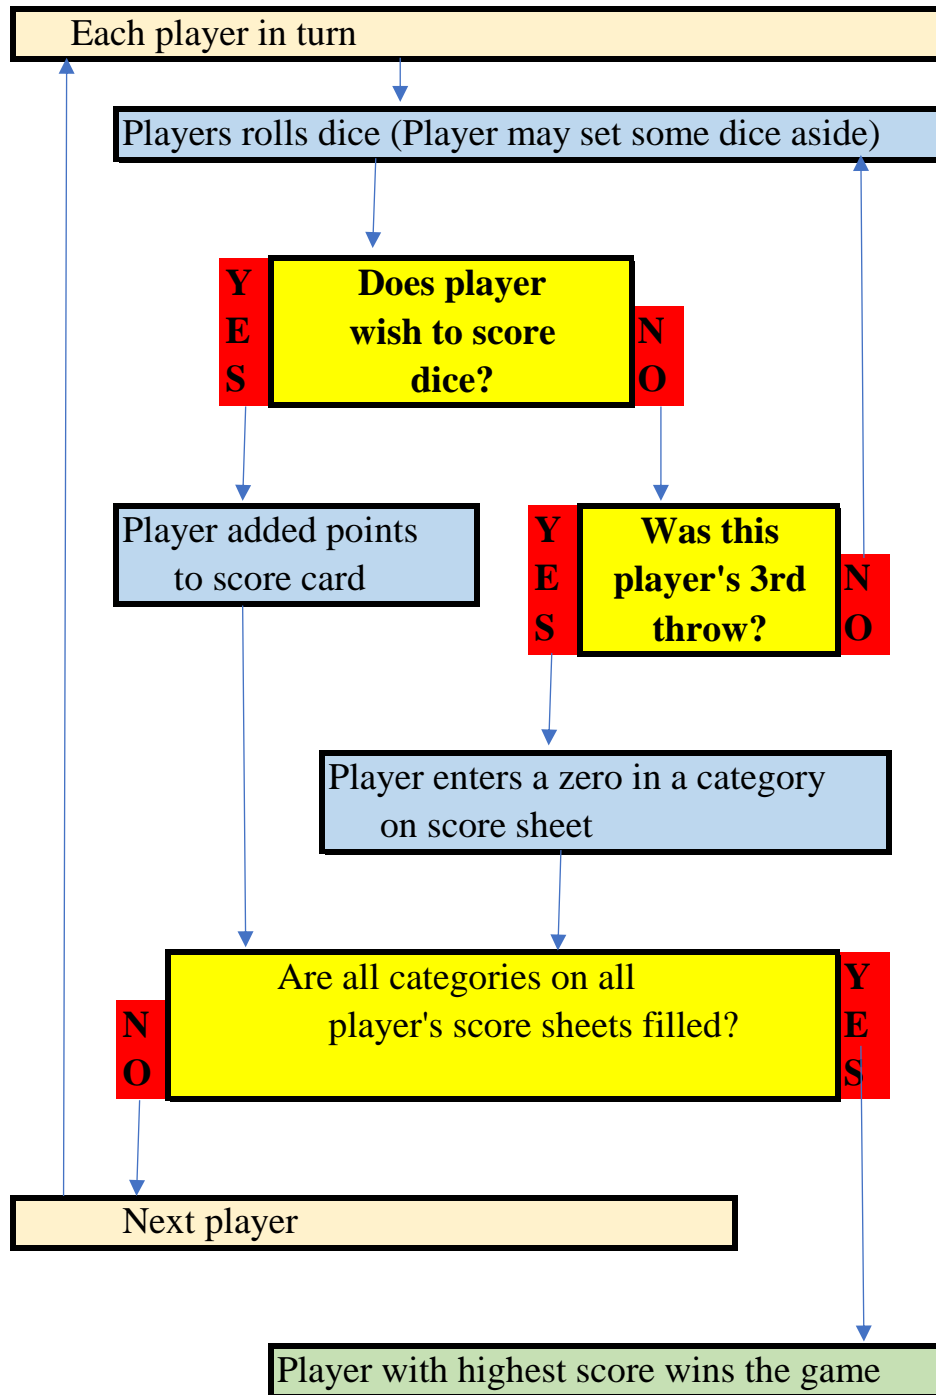 Each player in turn
Players rolls dice (Player may set some dice aside)
Y
E
S
Does player
wish to score
dice?
N
O
Player added points
to score card
Y
E
S
Was this
player's 3rd
throw?
N
O
Player enters a zero in a category
on score sheet
N
O
Are all categories on all
player's score sheets filled?
Y
E
S
Next player
Player with highest score wins the game